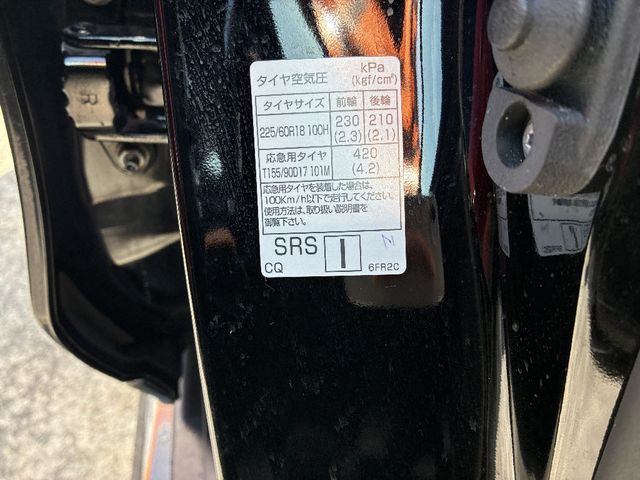 タイヤ空気圧 kPa (kgf/cm²)
タイヤサイズ 前輪 後輪
225/60R18 100H 230 (2.3) 210 (2.1)
応急用タイヤ T155/90D17 101M 420 (4.2)
応急用タイヤを装着した場合は、
100Km/h以下で走行してください。
使用方法は、取り扱い説明書を
御覧下さい。
SRS I
CQ 6FR2C